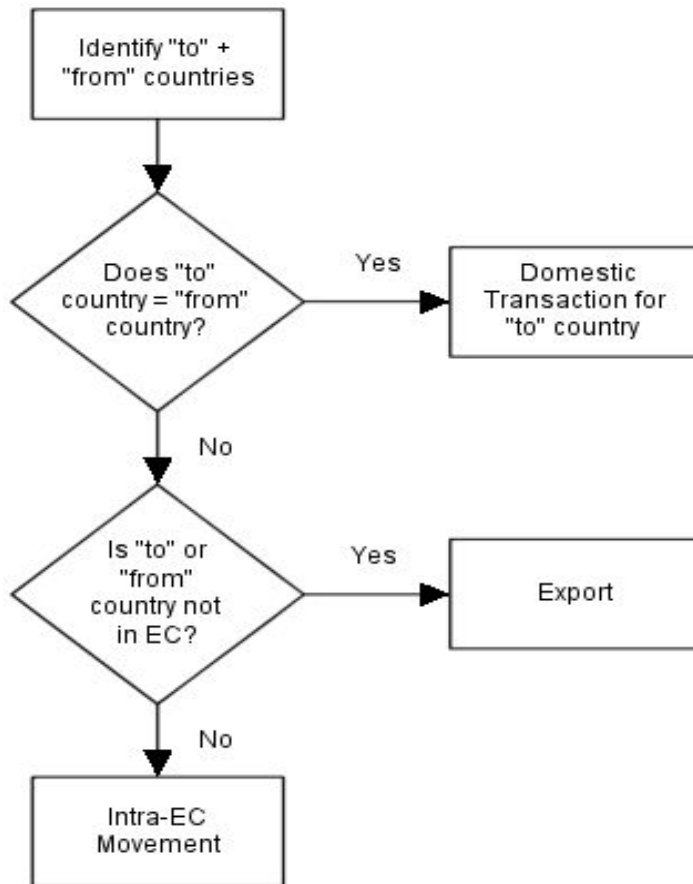 Identify "to" +
"from" countries
Does "to"
country = "from"
country?
Yes
Domestic
Transaction for
"to" country
No
Is "to" or
"from"
country not
in EC?
Yes
Export
No
Intra-EC
Movement